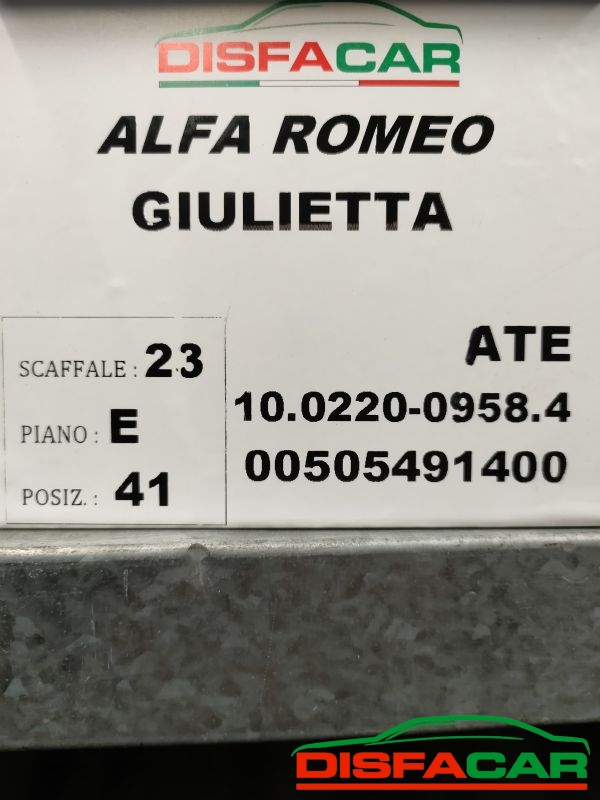 DISFACAR
ALFA ROMEO
GIULIETTA
SCAFFALE : 23
PIANO : E
POSIZ. : 41
ATE
10.0220-0958.4
00505491400
DISFACAR